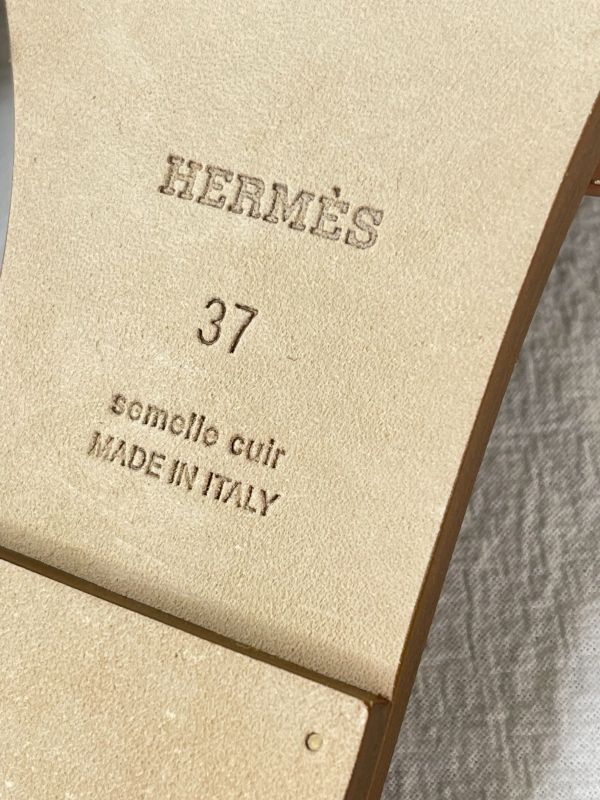 HERMÈS
37
semelle cuir
MADE IN ITALY